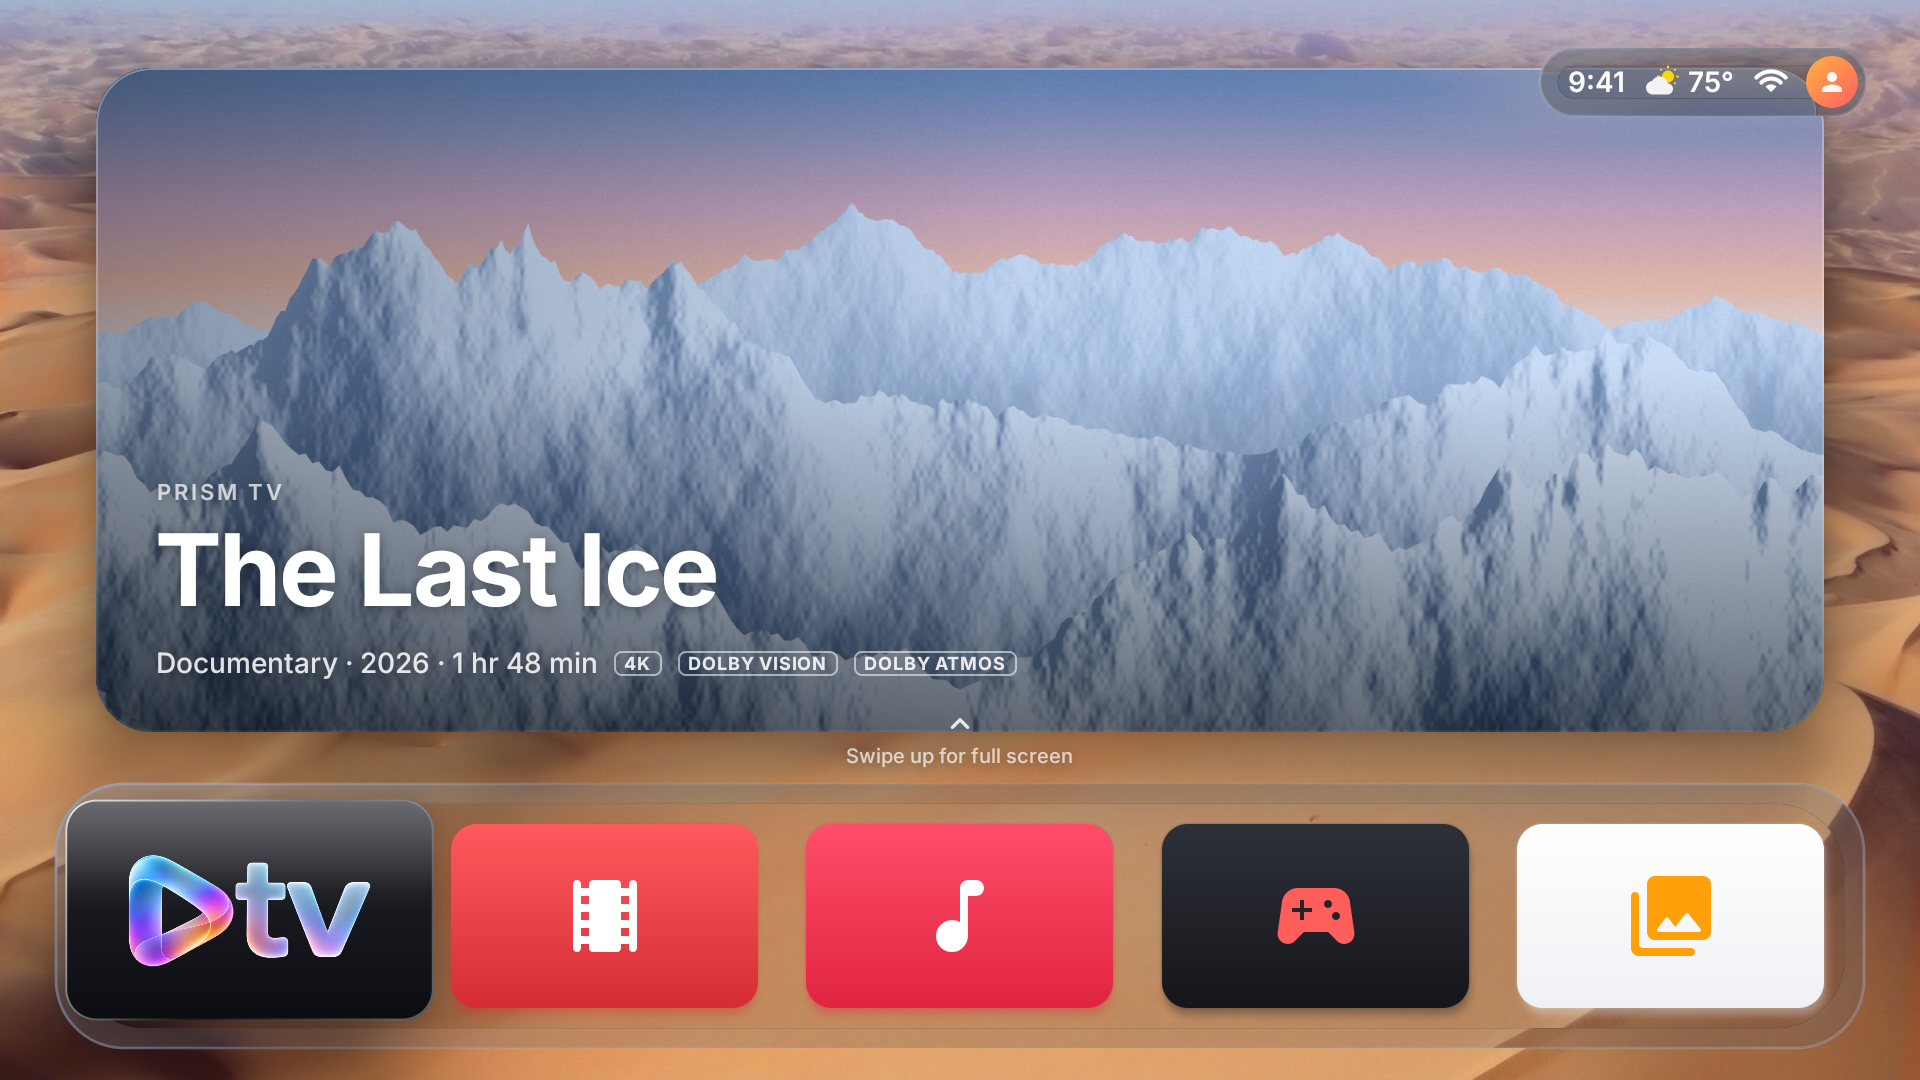 9:41 75°
PRISM TV
The Last Ice
Documentary · 2026 · 1 hr 48 min 4K DOLBY VISION DOLBY ATMOS
Swipe up for full screen
tv